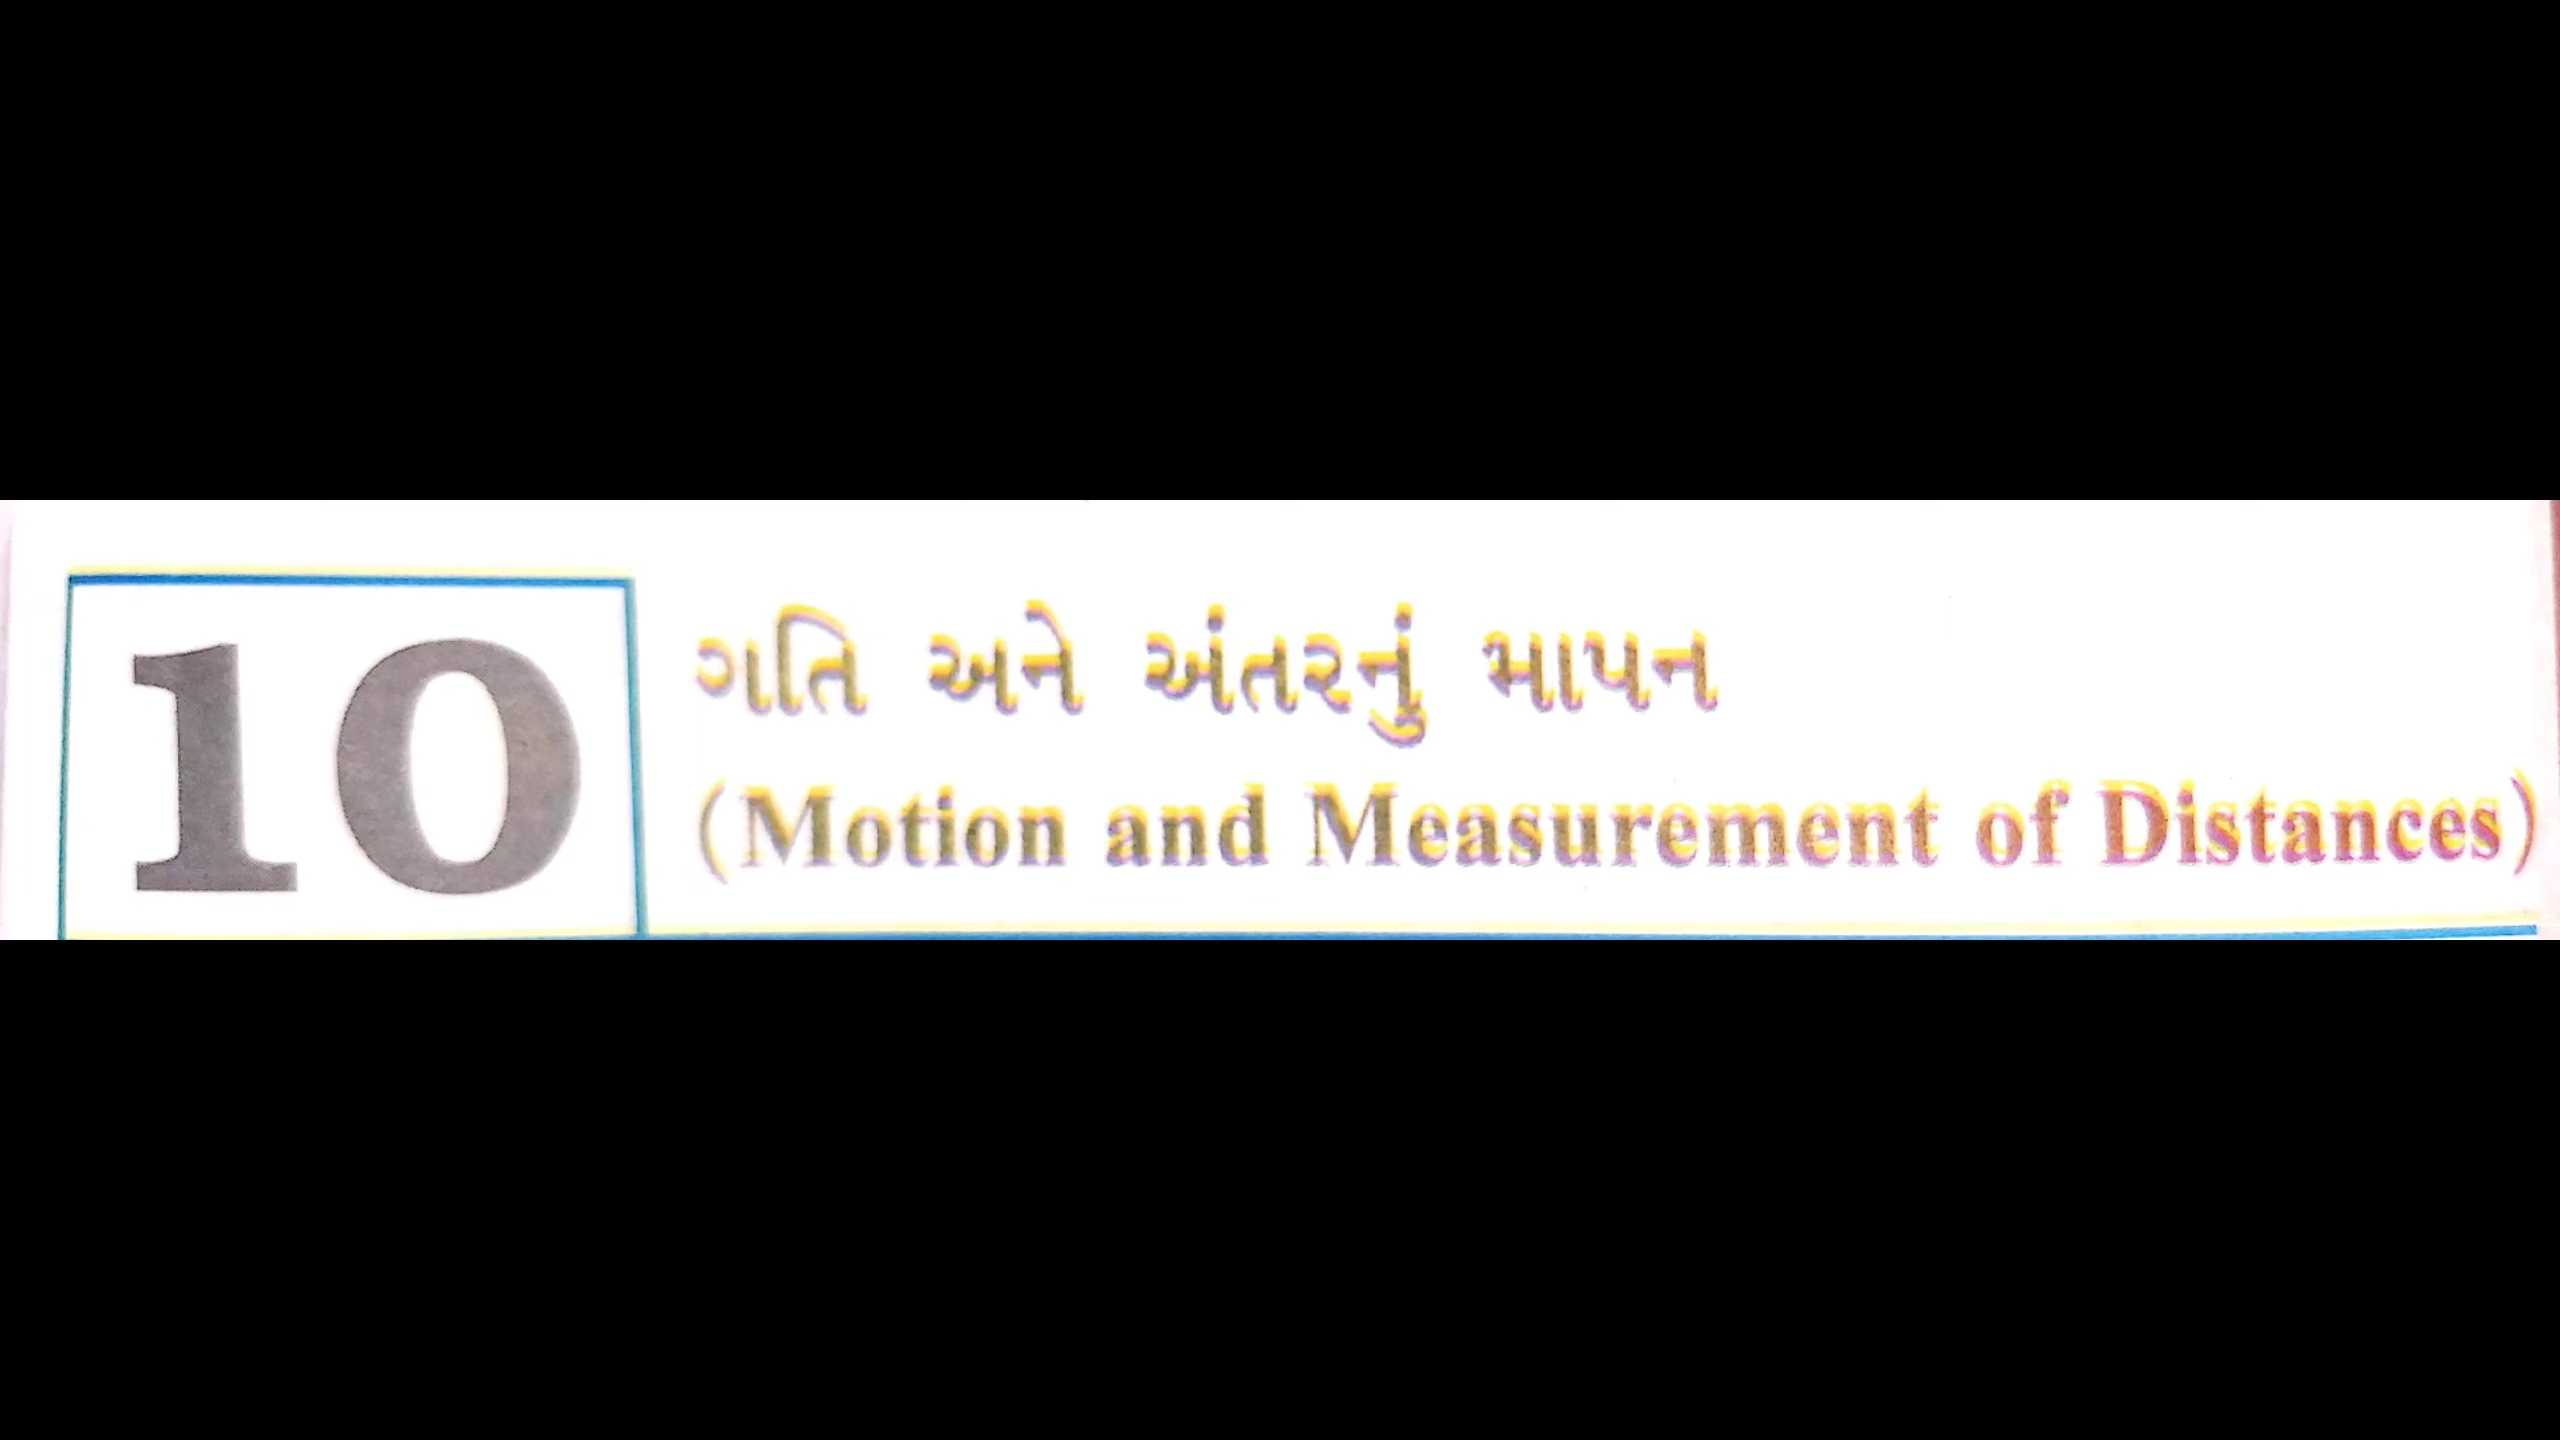 10
ગતિ અને અંતરનું માપન
(Motion and Measurement of Distances)